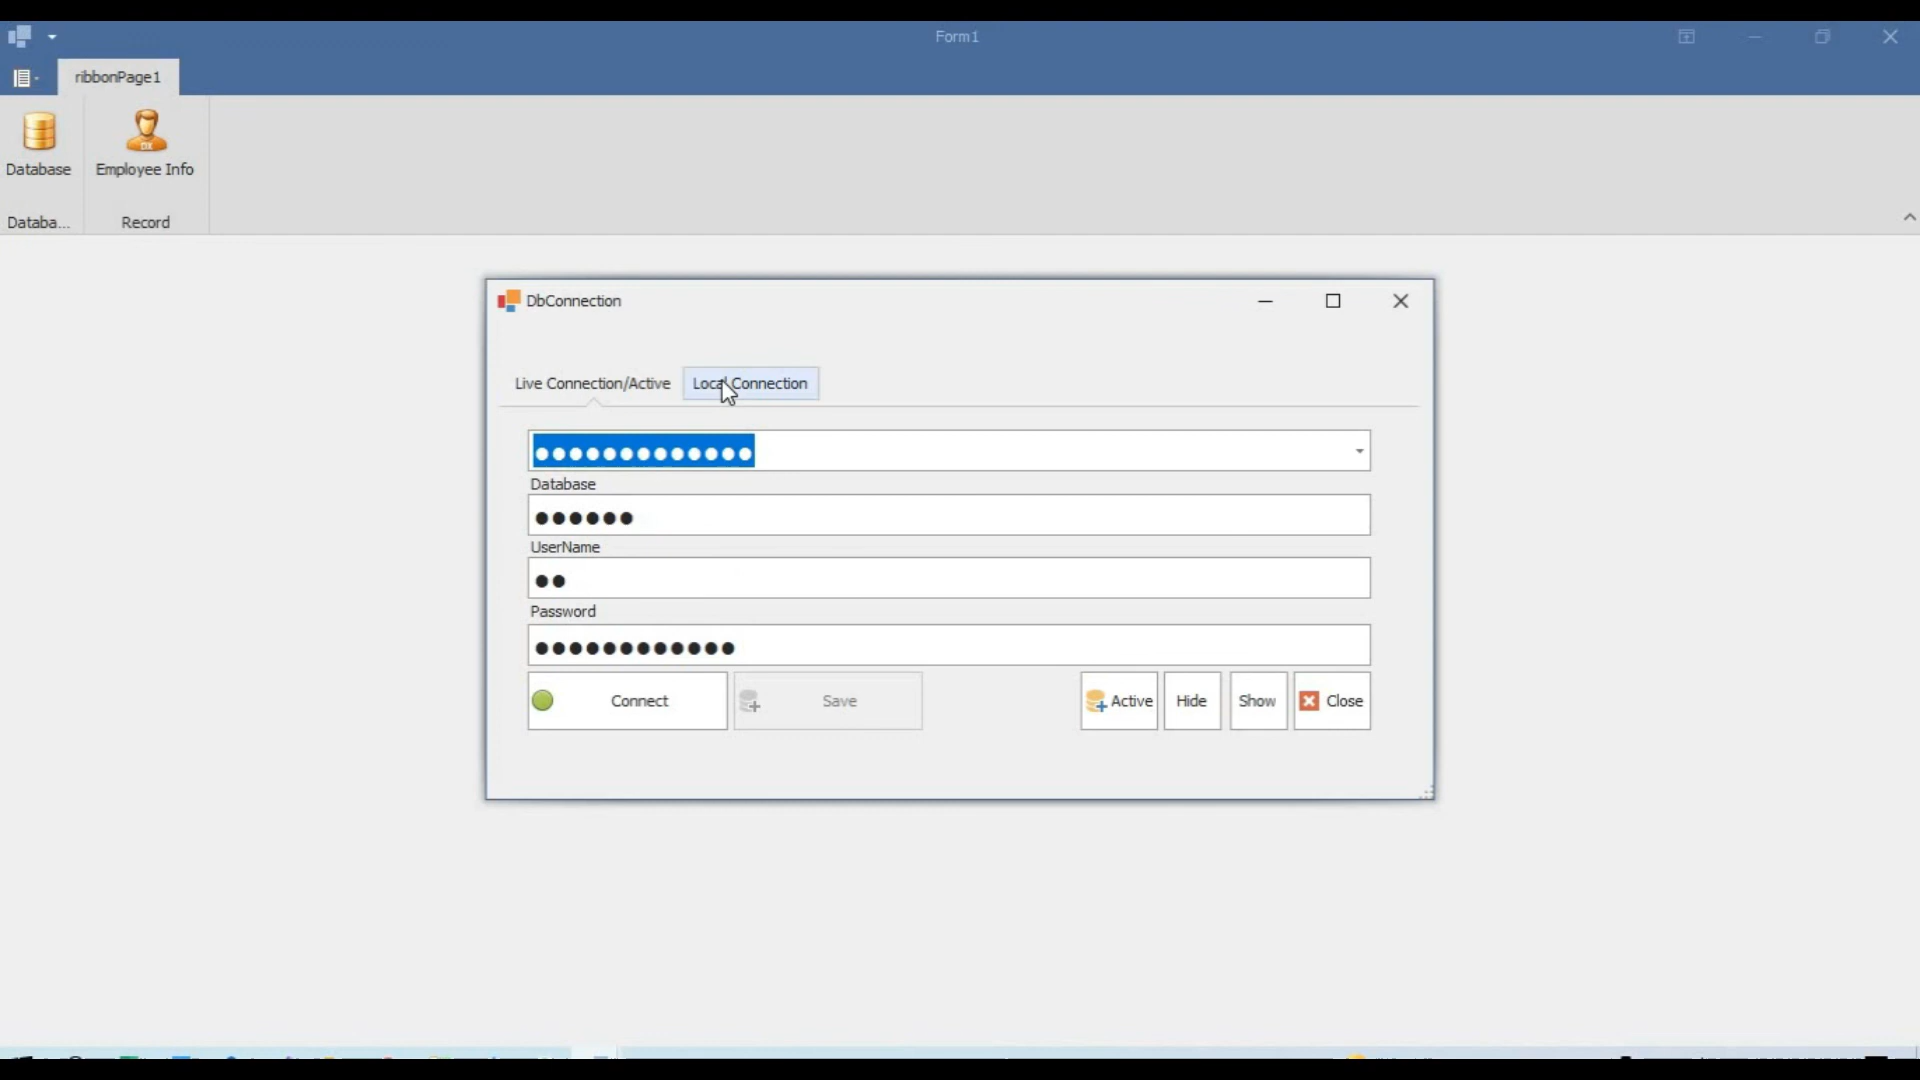 Form1
ribbonPage1
Database
Employee Info
Databa...
Record
DbConnection
Live Connection/Active
Local Connection
●●●●●●●●●●●●●
Database
●●●●●●
UserName
●●
Password
●●●●●●●●●●●●
Connect
Save
Active
Hide
Show
Close